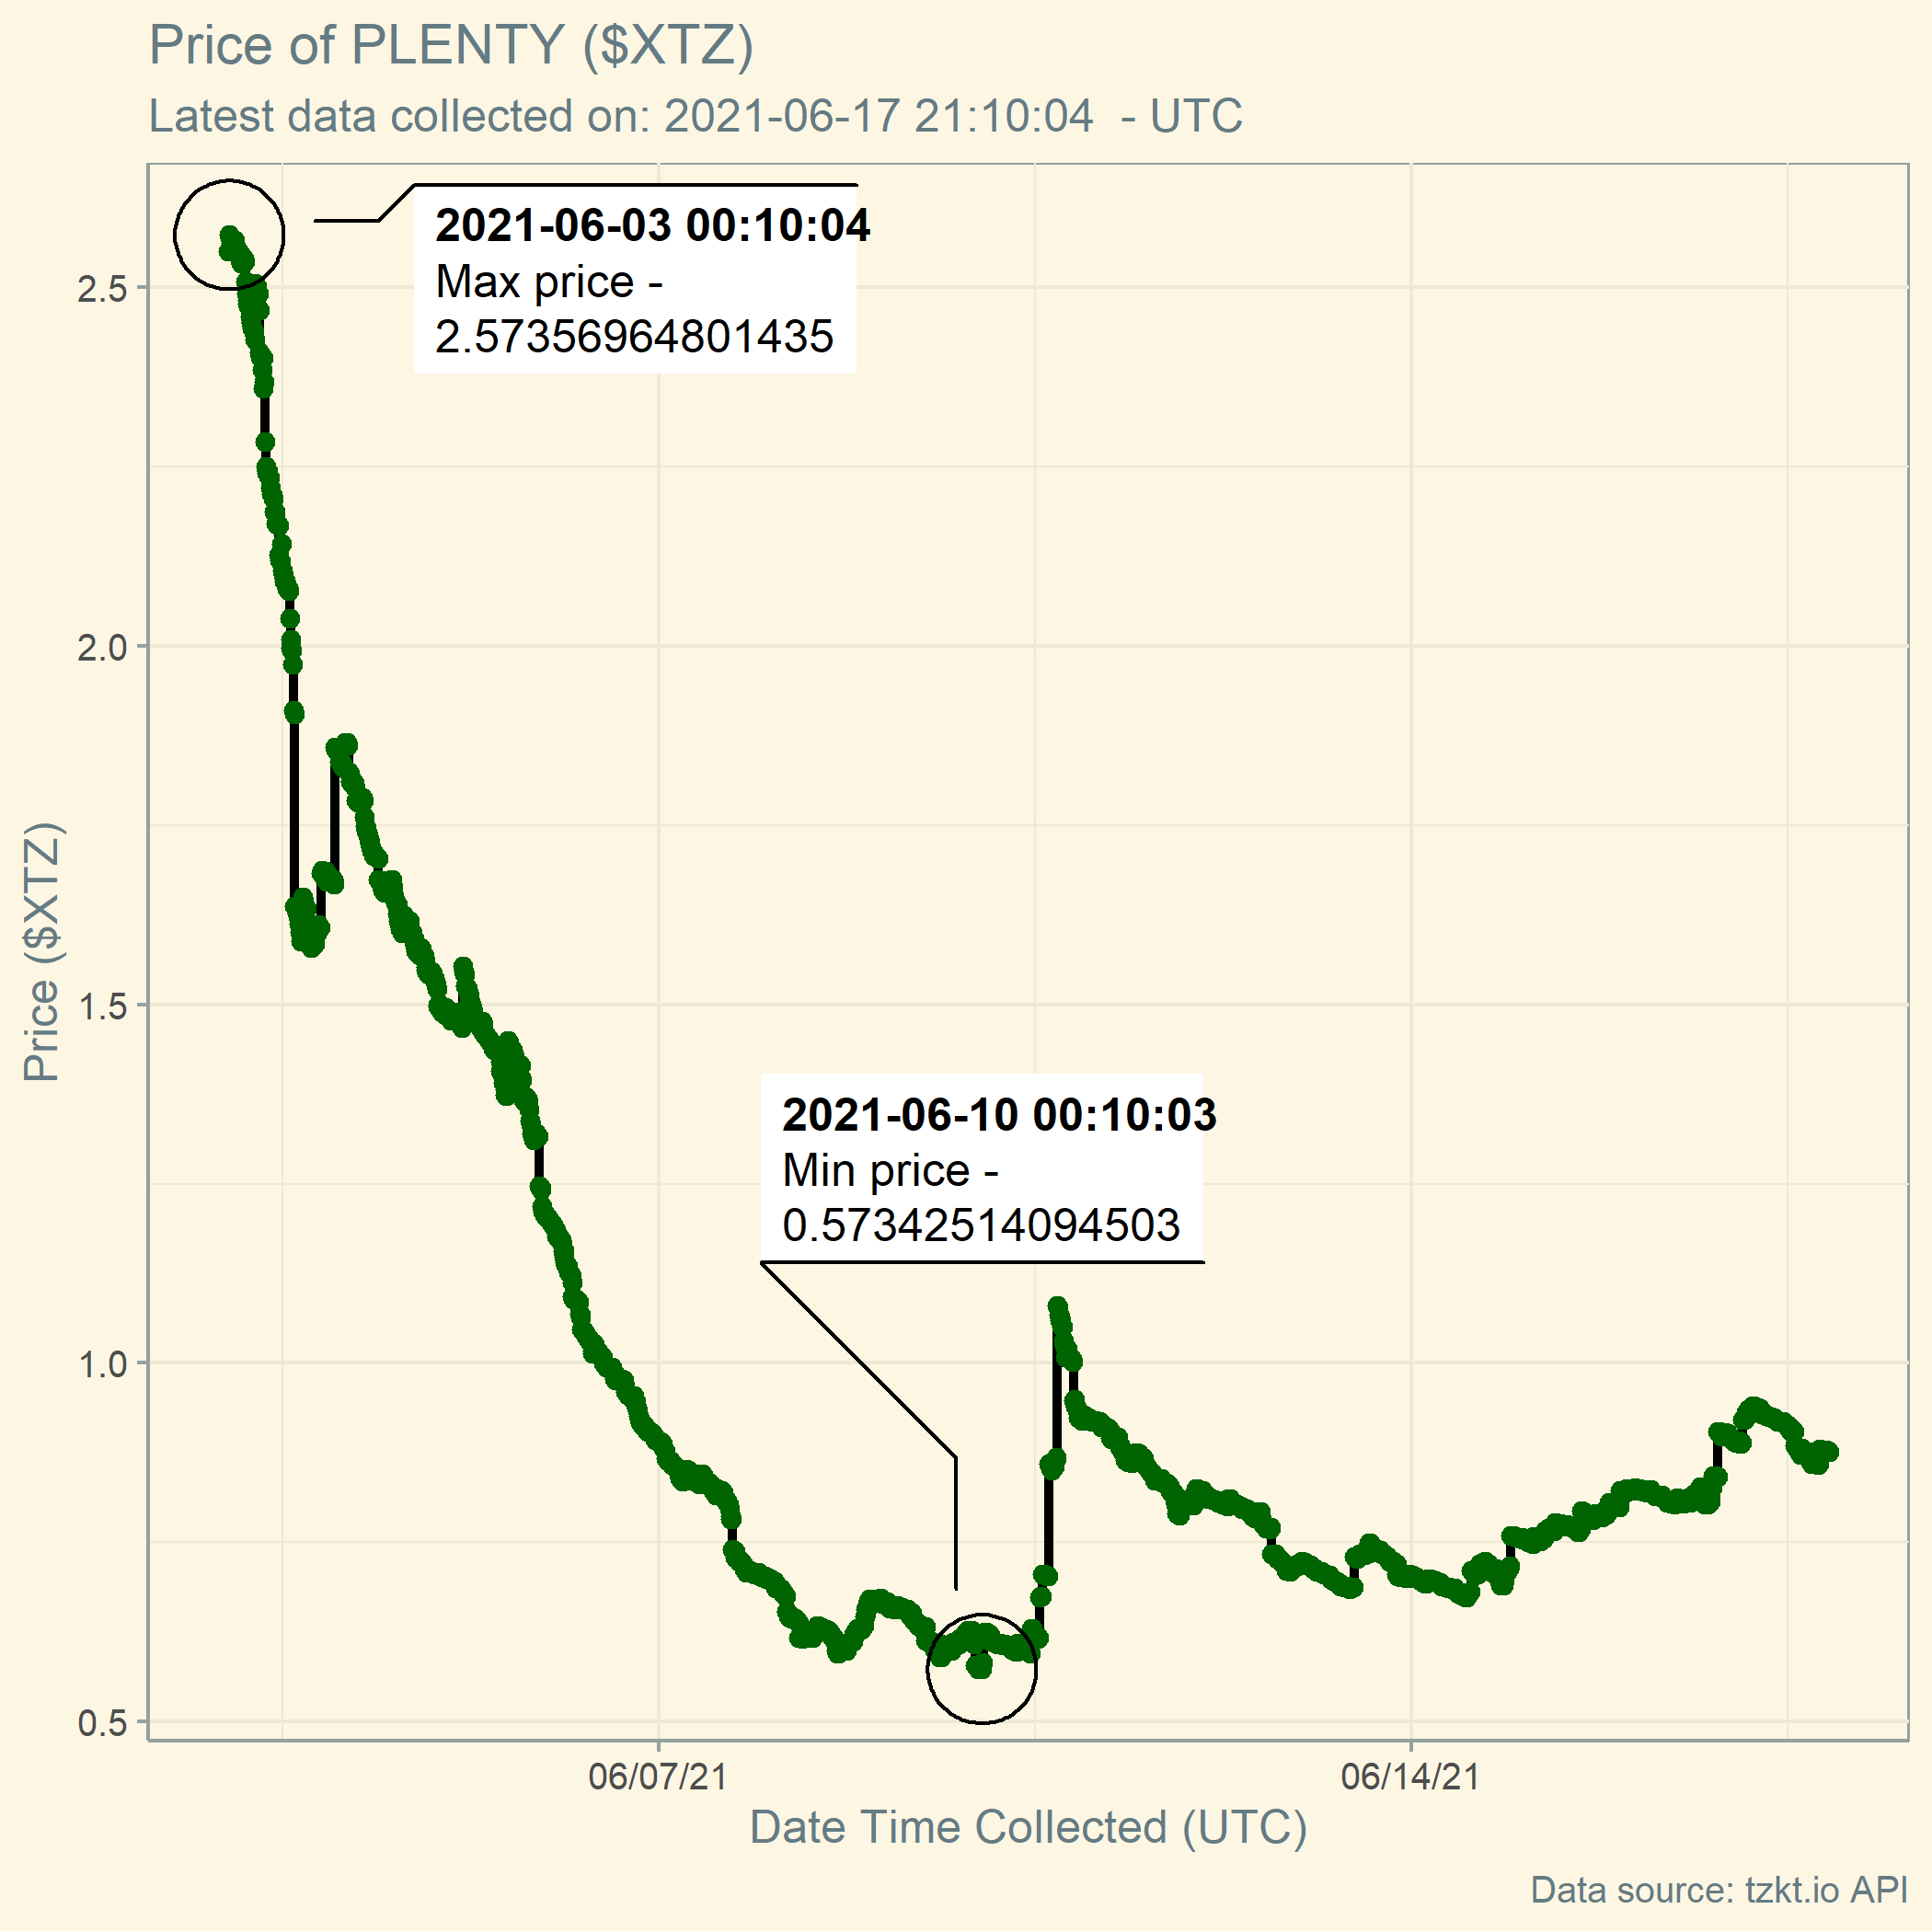 Price of PLENTY ($XTZ)
Latest data collected on: 2021-06-17 21:10:04  - UTC
2021-06-03 00:10:04
Max price -
2.57356964801435
2.5
2.0
1.5
1.0
0.5
Price ($XTZ)
2021-06-10 00:10:03
Min price -
0.57342514094503
06/07/21
06/14/21
Date Time Collected (UTC)
Data source: tzkt.io API